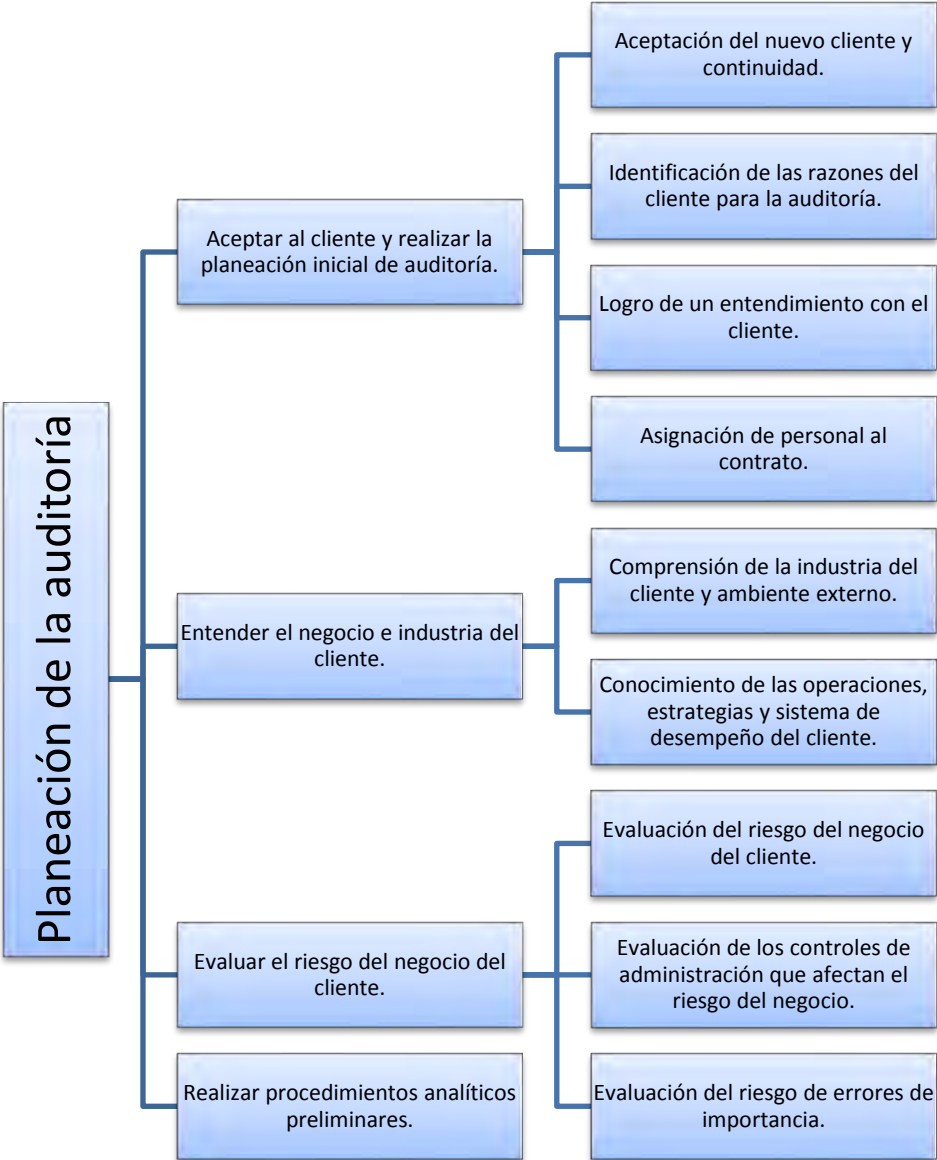 Planeación de la auditoría
Aceptar al cliente y realizar la
planeación inicial de auditoría.
Aceptación del nuevo cliente y
continuidad.
Identificación de las razones del
cliente para la auditoría.
Logro de un entendimiento con el
cliente.
Asignación de personal al
contrato.
Entender el negocio e industria del
cliente.
Comprensión de la industria del
cliente y ambiente externo.
Conocimiento de las operaciones,
estrategias y sistema de
desempeño del cliente.
Evaluar el riesgo del negocio del
cliente.
Evaluación del riesgo del negocio
del cliente.
Evaluación de los controles de
administración que afectan el
riesgo del negocio.
Evaluación del riesgo de errores de
importancia.
Realizar procedimientos analíticos
preliminares.